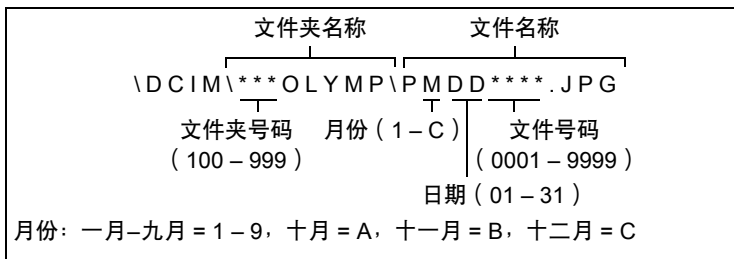 文件夹名称 文件名称
\DCIM\***OLYMP\PMDD****.JPG
文件夹号码 月份（1–C） 文件号码
（100–999） （0001–9999）
日期（01–31）
月份：一月–九月 = 1 – 9，十月 = A，十一月 = B，十二月 = C